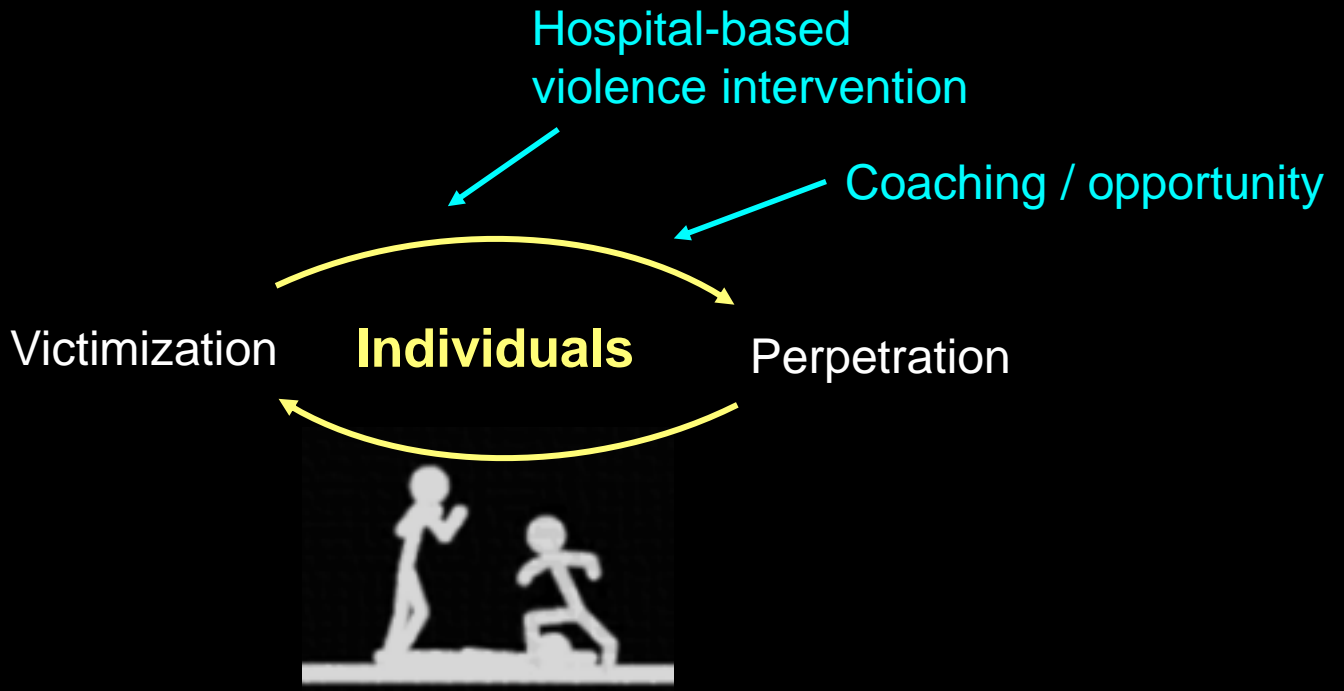 Hospital-based
violence intervention
Coaching / opportunity
Victimization
Individuals
Perpetration